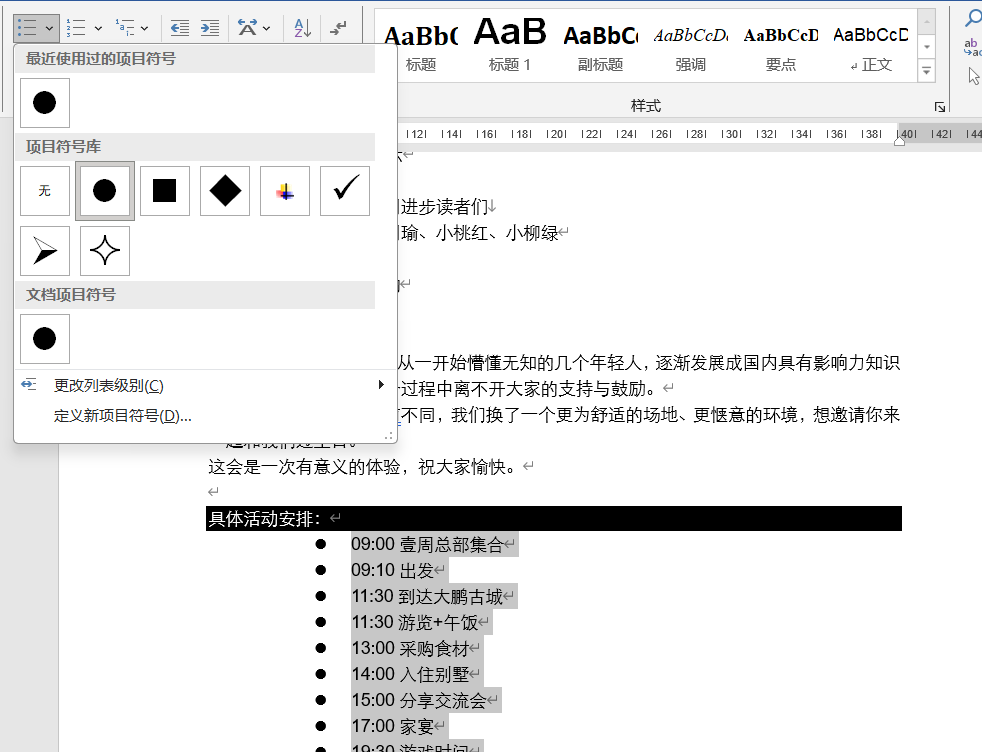 AaBb( AaB AaBbC AaBbCcD AaBbCcD AaBbCcD
标题 标题 1 副标题 强调 要点 ↲正文
样式
最近使用过的项目符号
项目符号库
无
文档项目符号
更改列表级别(C)
定义新项目符号(D)...
|12| |14| |16| |18| |20| |22| |24| |26| |28| |30| |32| |34| |36| |38| |40| |42| |44
进步读者们↓
瑜、小桃红、小柳绿↵
从一开始懵懂无知的几个年轻人，逐渐发展成国内具有影响力知识
过程中离不开大家的支持与鼓励。↵
不同，我们换了一个更为舒适的场地、更惬意的环境，想邀请你来
这会是一次有意义的体验，祝大家愉快。↵
具体活动安排：↵
● 09:00 壹周总部集合↵
● 09:10 出发↵
● 11:30 到达大鹏古城↵
● 11:30 游览+午饭↵
● 13:00 采购食材↵
● 14:00 入住别墅↵
● 15:00 分享交流会↵
● 17:00 家宴↵
● 19:30 游戏时间↵